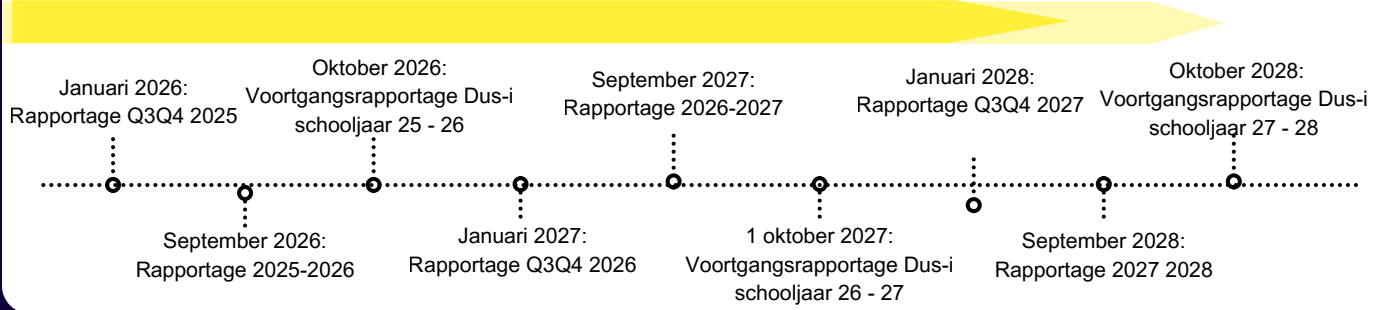 Januari 2026:
Rapportage Q3Q4 2025
September 2026:
Rapportage 2025-2026
Oktober 2026:
Voortgangsrapportage Dus-i
schooljaar 25 - 26
Januari 2027:
Rapportage Q3Q4 2026
September 2027:
Rapportage 2026-2027
1 oktober 2027:
Voortgangsrapportage Dus-i
schooljaar 26 - 27
Januari 2028:
Rapportage Q3Q4 2027
September 2028:
Rapportage 2027 2028
Oktober 2028:
Voortgangsrapportage Dus-i
schooljaar 27 - 28